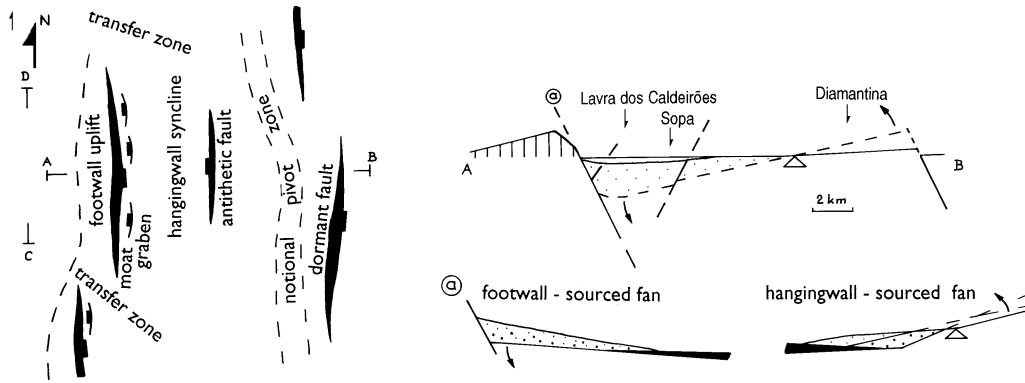 N
transfer zone
D
A
footwall uplift
moat
graben
hangingwall syncline
antithetic fault
zone
pivot
notional
dormant fault
B
C
transfer zone
a
Lavra dos Caldeirões
Sopa
Diamantina
A
B
2 km
a
footwall - sourced fan
hangingwall - sourced fan